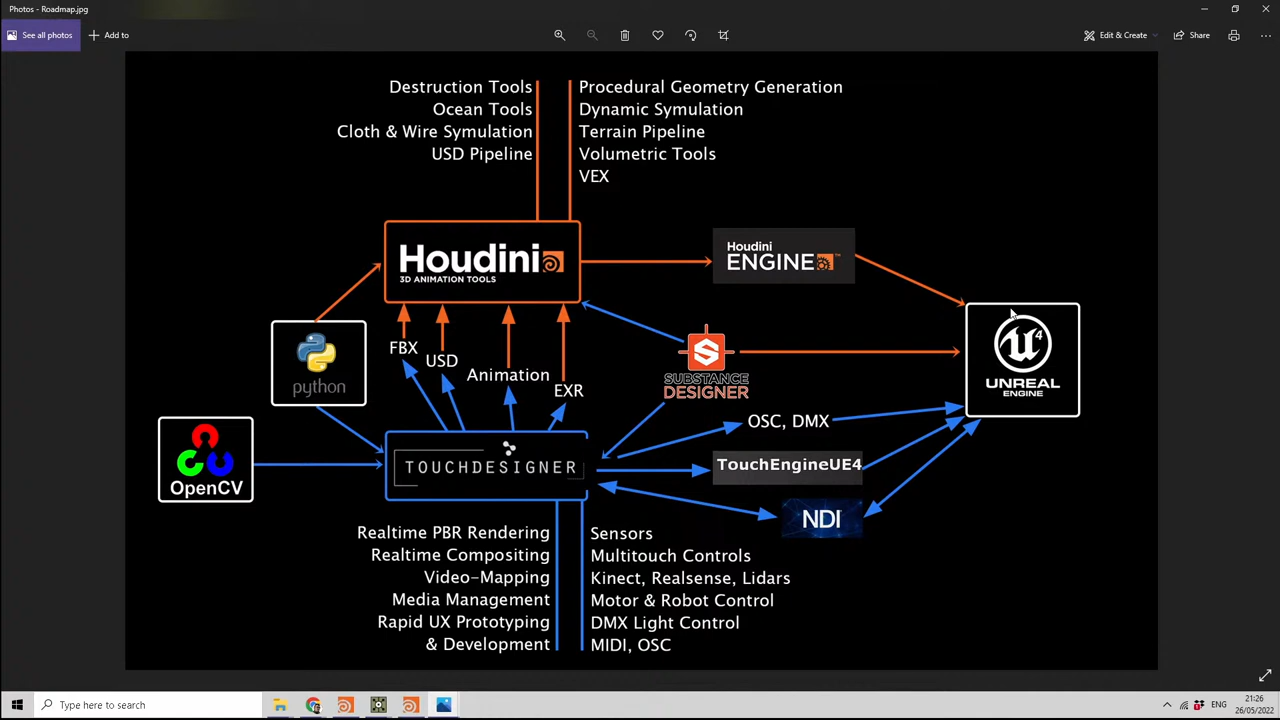 Photos - Roadmap.jpg
See all photos
Add to
Edit & Create
Share
Destruction Tools
Ocean Tools
Cloth & Wire Symulation
USD Pipeline
Procedural Geometry Generation
Dynamic Symulation
Terrain Pipeline
Volumetric Tools
VEX
Houdini
3D ANIMATION TOOLS
Houdini
ENGINE™
python
FBX
USD
Animation
EXR
SUBSTANCE
DESIGNER
4
UNREAL
ENGINE
OpenCV
TOUCHDESIGNER
OSC, DMX
TouchEngineUE4
NDI
Realtime PBR Rendering
Realtime Compositing
Video-Mapping
Media Management
Rapid UX Prototyping
& Development
Sensors
Multitouch Controls
Kinect, Realsense, Lidars
Motor & Robot Control
DMX Light Control
MIDI, OSC
Type here to search
ENG
21:26
26/05/2022